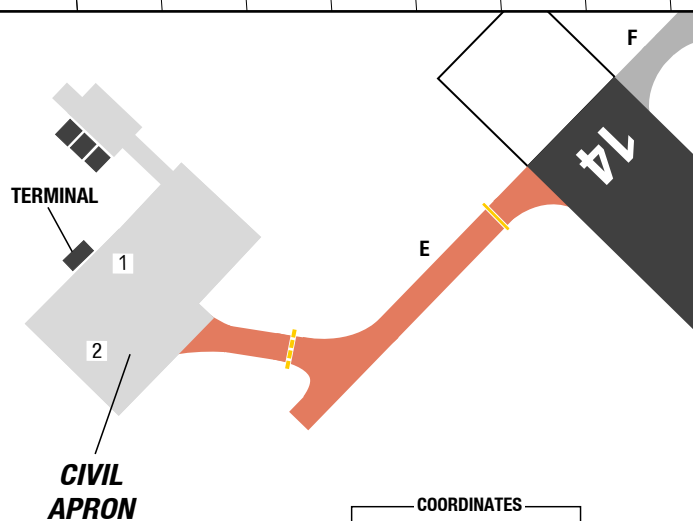 F
14
TERMINAL
E
1
2
CIVIL
APRON
COORDINATES